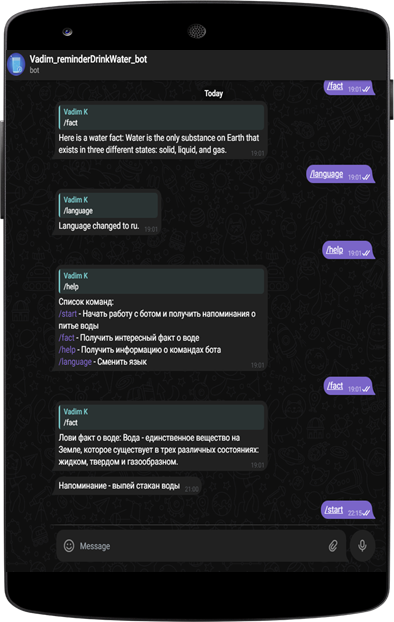 Vadim_reminderDrinkWater_bot
bot
/fact
19:01
Today
Vadim K
/fact
Here is a water fact: Water is the only substance on Earth that
exists in three different states: solid, liquid, and gas.
19:01
/language
19:01
Vadim K
/language
Language changed to ru. 19:01
/help
19:01
Vadim K
/help
Список команд:
/start - Начать работу с ботом и получить напоминания о
питье воды
/fact - Получить интересный факт о воде
/help - Получить информацию о командах бота
/language - Сменить язык
19:01
/fact
19:01
Vadim K
/fact
Лови факт о воде: Вода - единственное вещество на
Земле, которое существует в трех различных состояниях:
жидком, твердом и газообразном.
19:01
Напоминание - выпей стакан воды 21:00
/start
22:15
Message